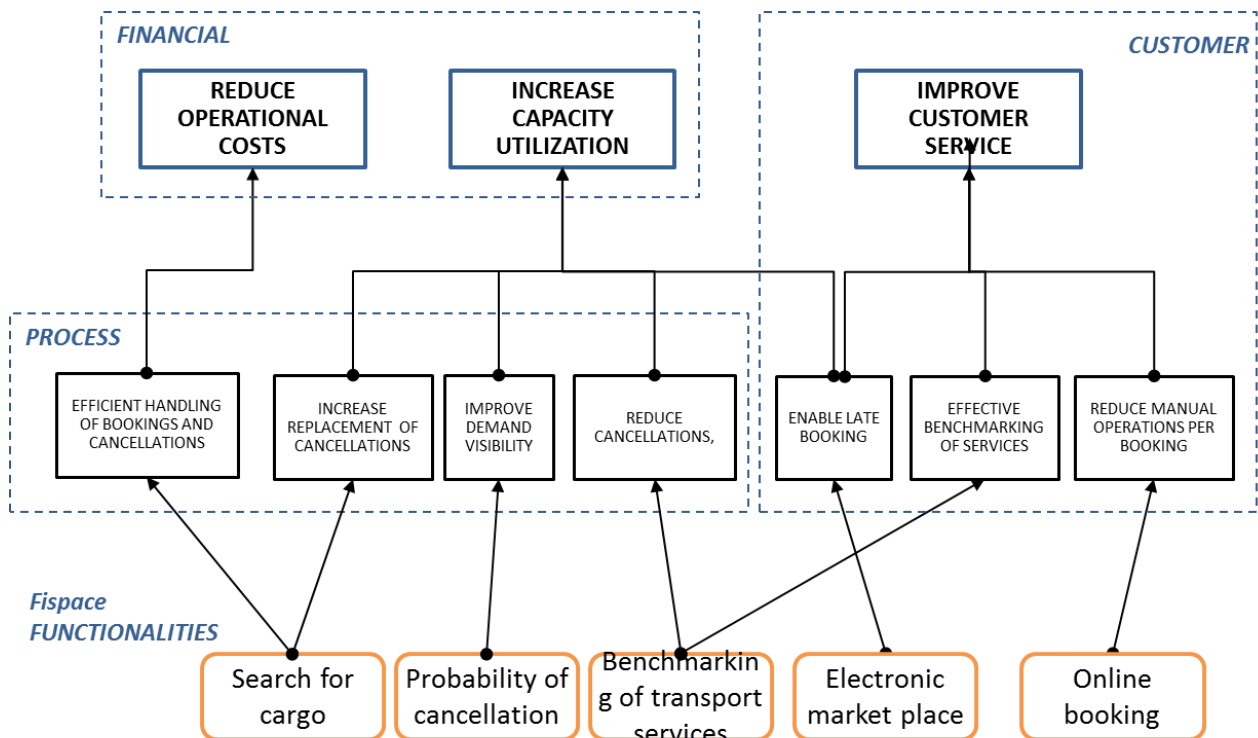 FINANCIAL
CUSTOMER
REDUCE
OPERATIONAL
COSTS
INCREASE
CAPACITY
UTILIZATION
IMPROVE
CUSTOMER
SERVICE
PROCESS
EFFICIENT HANDLING
OF BOOKINGS AND
CANCELLATIONS
INCREASE
REPLACEMENT OF
CANCELLATIONS
IMPROVE
DEMAND
VISIBILITY
REDUCE
CANCELLATIONS,
ENABLE LATE
BOOKING
EFFECTIVE
BENCHMARKING
OF SERVICES
REDUCE MANUAL
OPERATIONS PER
BOOKING
Fispace
FUNCTIONALITIES
Search for
cargo
Probability of
cancellation
Benchmarkin
g of transport
services
Electronic
market place
Online
booking